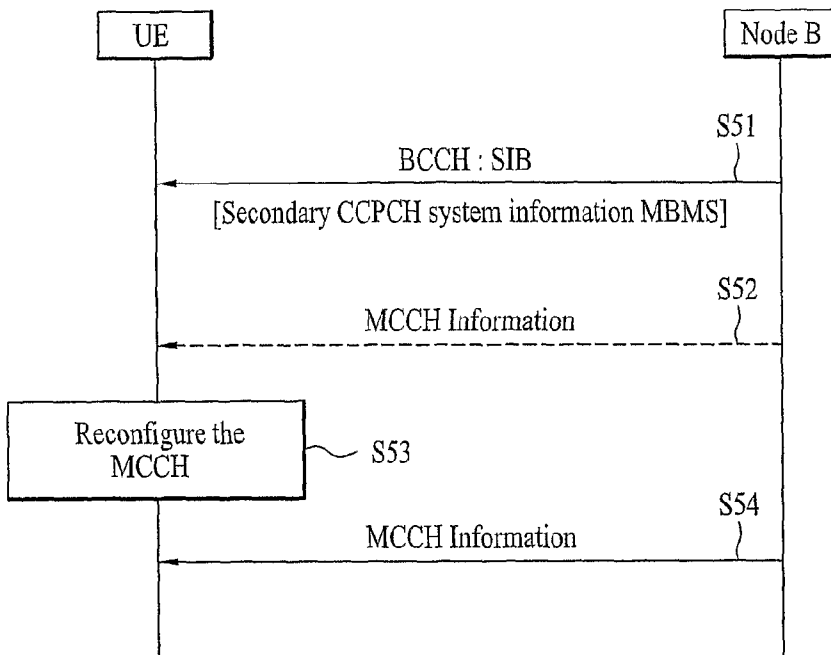 UE
Node B
S51
BCCH : SIB
[Secondary CCPCH system information MBMS]
S52
MCCH Information
Reconfigure the
MCCH
S53
S54
MCCH Information